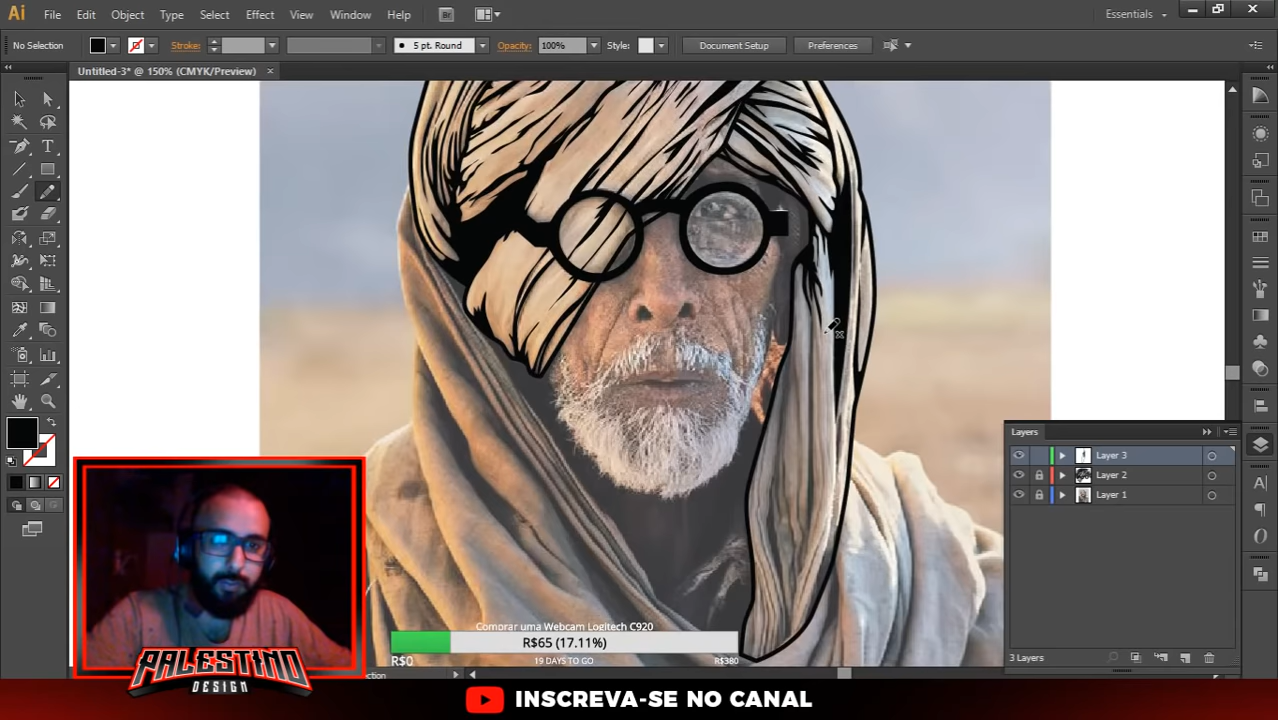 Ai File Edit Object Type Select Effect View Window Help Br Essentials
No Selection Stroke: 5 pt. Round Opacity: 100% Style: Document Setup Preferences
Untitled-3* @ 150% (CMYK/Preview)
Layers
Layer 3
Layer 2
Layer 1
Comprar uma Webcam Logitech C920
R$65 (17.11%)
R$0 19 DAYS TO GO R$380
3 Layers
PALESTINO
DESIGN
INSCREVA-SE NO CANAL